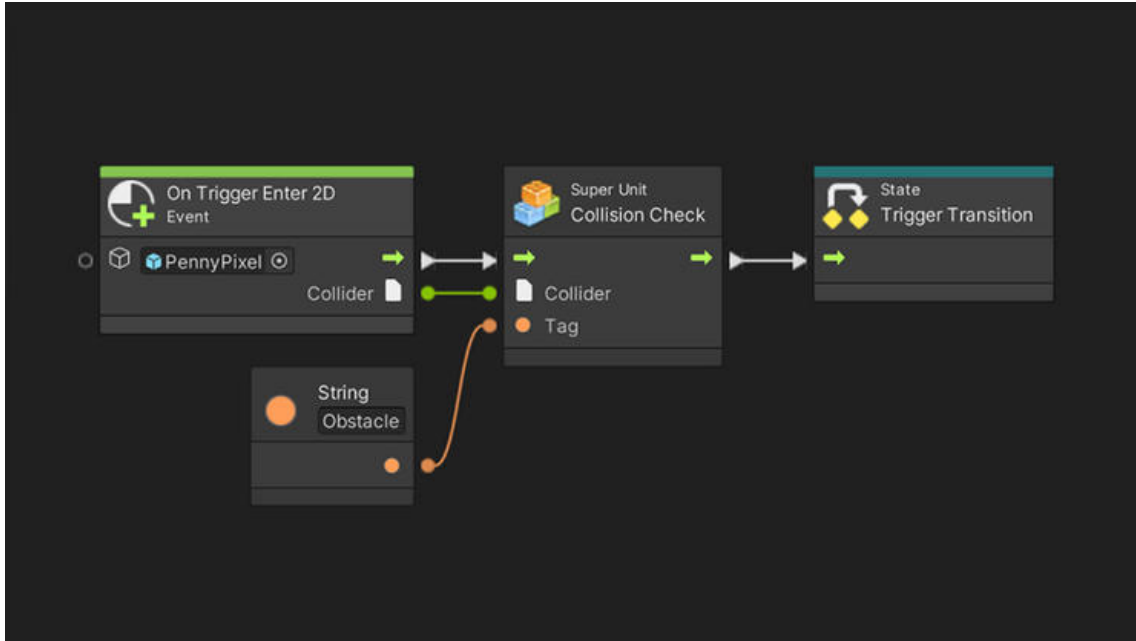 On Trigger Enter 2D
Event
PennyPixel
Collider
Super Unit
Collision Check
Collider
Tag
State
Trigger Transition
String
Obstacle